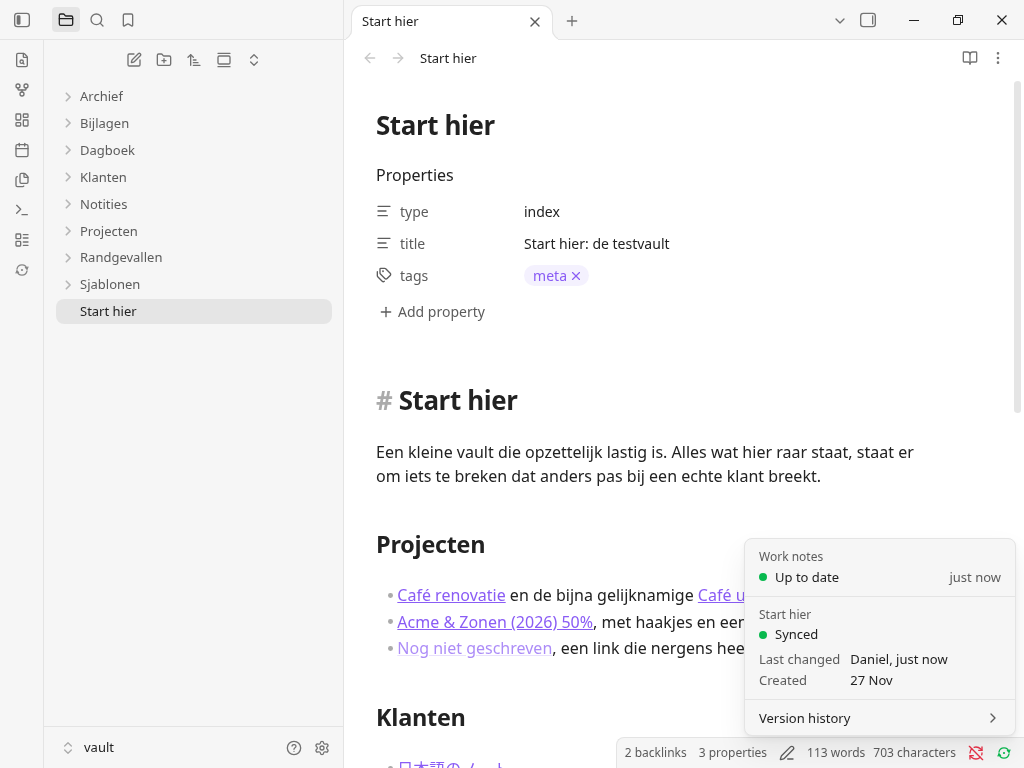 Start hier
Start hier
Archief
Bijlagen
Dagboek
Klanten
Notities
Projecten
Randgevallen
Sjablonen
Start hier
vault
Start hier
Properties
type index
title Start hier: de testvault
tags meta
Add property
# Start hier
Een kleine vault die opzettelijk lastig is. Alles wat hier raar staat, staat er
om iets te breken dat anders pas bij een echte klant breekt.
Projecten
Café renovatie en de bijna gelijknamige Café
Acme & Zonen (2026) 50%, met haakjes en
Nog niet geschreven, een link die nergens
Klanten
Work notes
Up to date just now
Start hier
Synced
Last changed Daniel, just now
Created 27 Nov
Version history
2 backlinks 3 properties 113 words 703 characters